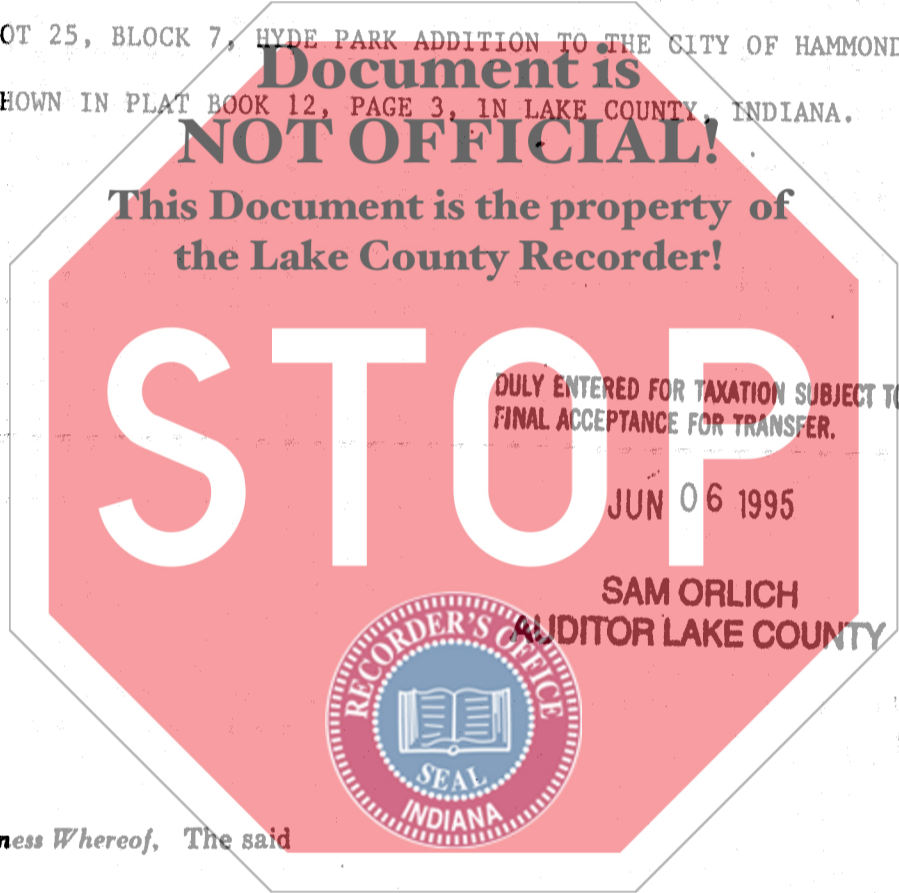 OT 25, BLOCK 7, HYDE PARK ADDITION TO THE CITY OF HAMMOND
Document is
HOWN IN PLAT BOOK 12, PAGE 3, 1N LAKE COUNTY, INDIANA.
NOT OFFICIAL!
This Document is the property of
the Lake County Recorder!
STOP
DULY ENTERED FOR TAXATION SUBJECT TO
FINAL ACCEPTANCE FOR TRANSFER.
JUN 06 1995
SAM ORLICH
AUDITOR LAKE COUNTY
RECORDER'S OFFICE
SEAL
INDIANA
ness Whereof, The said